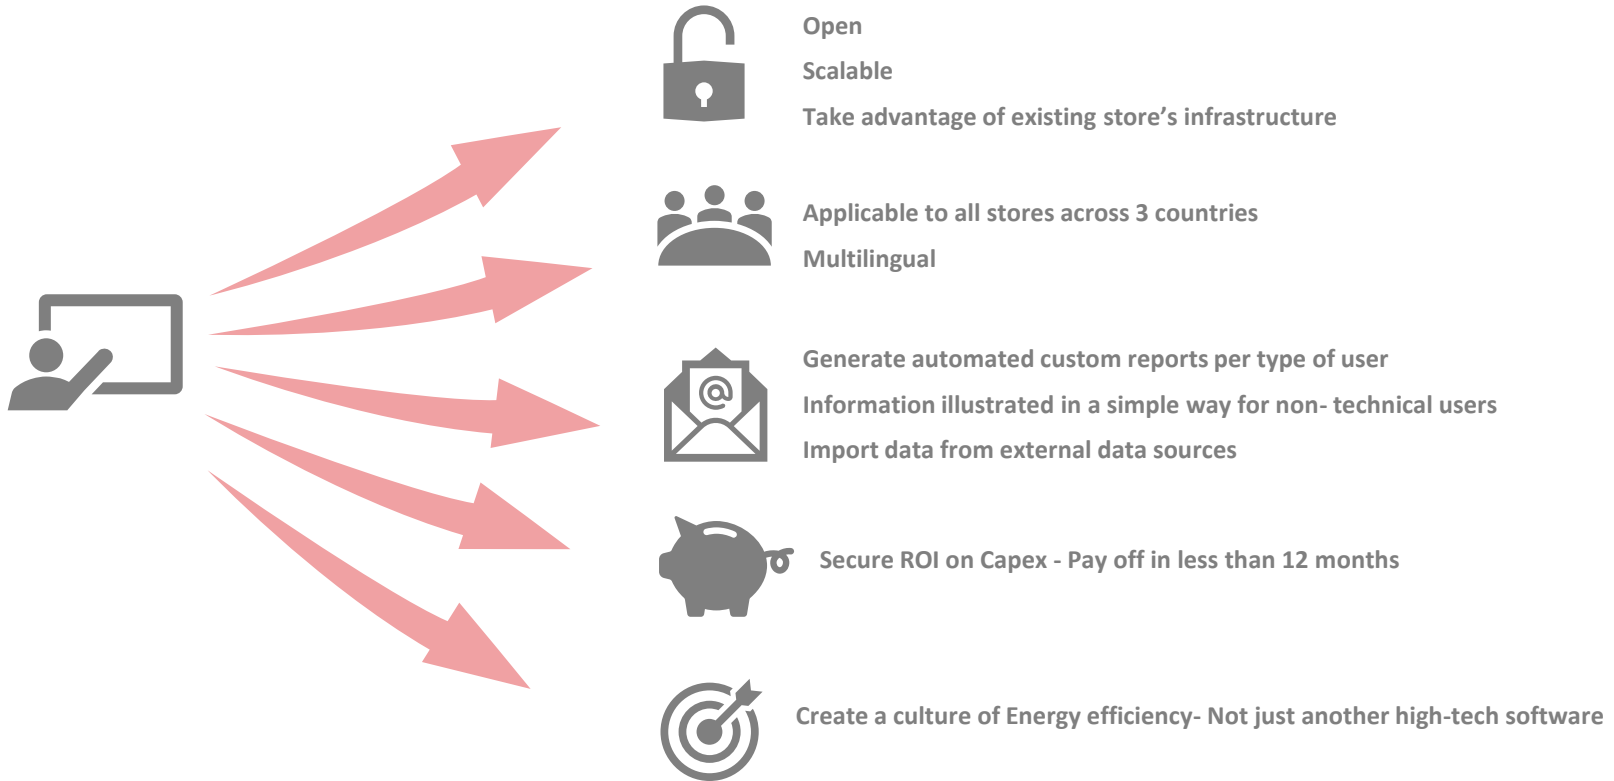 Open
Scalable
Take advantage of existing store’s infrastructure
Applicable to all stores across 3 countries
Multilingual
@
Generate automated custom reports per type of user
Information illustrated in a simple way for non- technical users
Import data from external data sources
Secure ROI on Capex - Pay off in less than 12 months
Create a culture of Energy efficiency- Not just another high-tech software